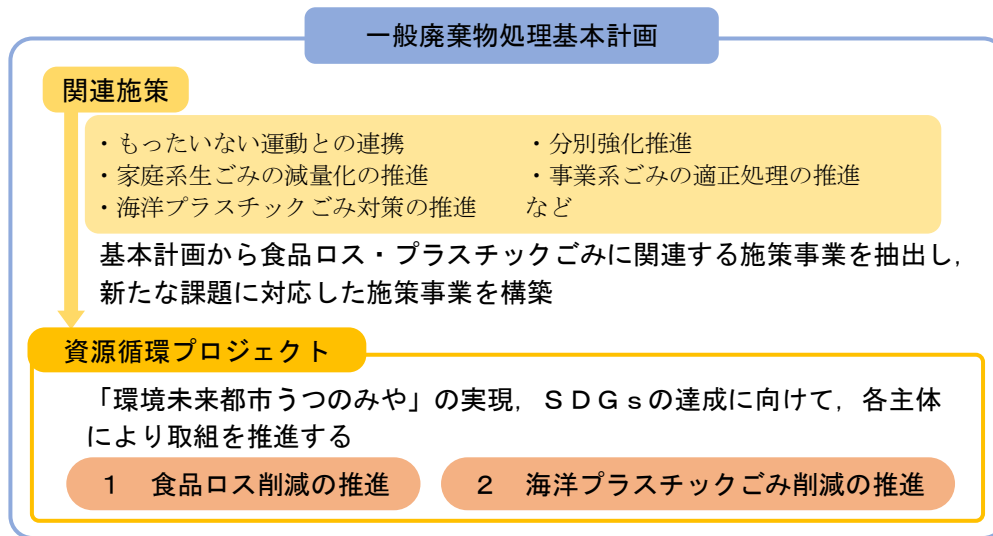 一般廃棄物処理基本計画
関連施策
・もったいない運動との連携 ・分別強化推進
・家庭系生ごみの減量化の推進 ・事業系ごみの適正処理の推進
・海洋プラスチックごみ対策の推進 など
基本計画から食品ロス・プラスチックごみに関連する施策事業を抽出し，
新たな課題に対応した施策事業を構築
資源循環プロジェクト
「環境未来都市うつのみや」の実現，ＳＤＧｓの達成に向けて，各主体
により取組を推進する
１ 食品ロス削減の推進
２ 海洋プラスチックごみ削減の推進